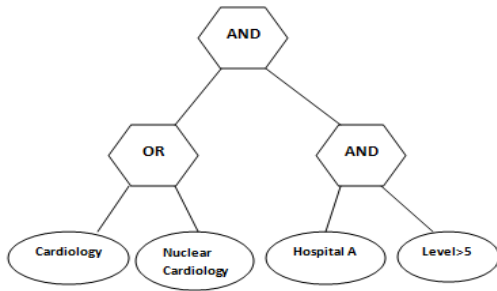 AND
OR
AND
Cardiology
Nuclear
Cardiology
Hospital A
Level>5